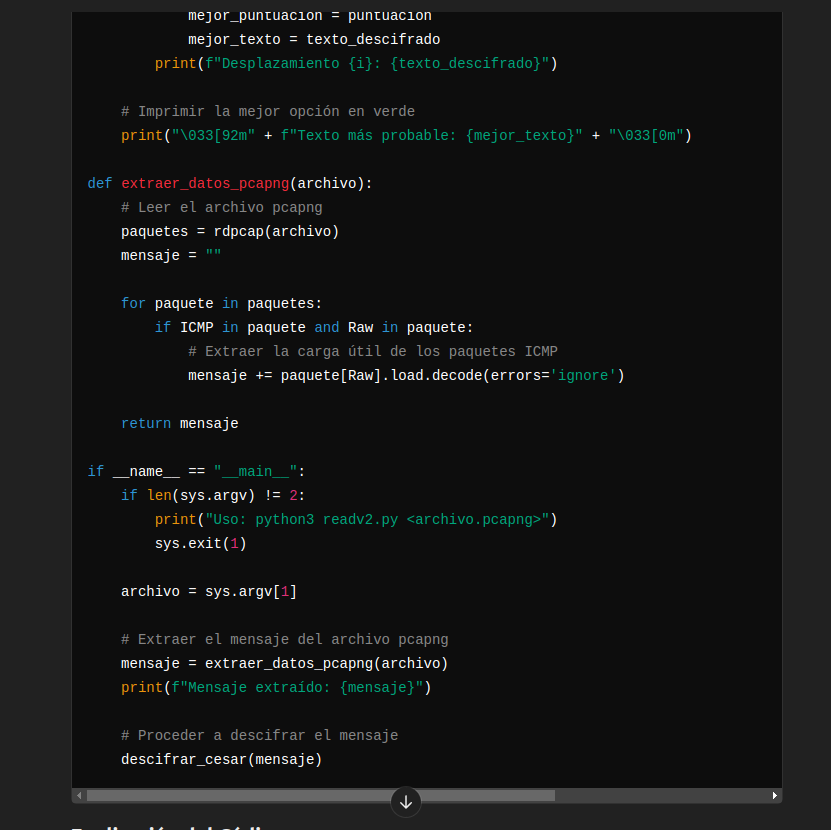 mejor_puntuacion = puntuacion
mejor_texto = texto_descifrado
print(f"Desplazamiento {i}: {texto_descifrado}")
# Imprimir la mejor opción en verde
print("\033[92m" + f"Texto más probable: {mejor_texto}" + "\033[0m")
def extraer_datos_pcapng(archivo):
# Leer el archivo pcapng
paquetes = rdpcap(archivo)
mensaje = ""
for paquete in paquetes:
if ICMP in paquete and Raw in paquete:
# Extraer la carga útil de los paquetes ICMP
mensaje += paquete[Raw].load.decode(errors='ignore')
return mensaje
if __name__ == "__main__":
if len(sys.argv) != 2:
print("Uso: python3 readv2.py <archivo.pcapng>")
sys.exit(1)
archivo = sys.argv[1]
# Extraer el mensaje del archivo pcapng
mensaje = extraer_datos_pcapng(archivo)
print(f"Mensaje extraído: {mensaje}")
# Proceder a descifrar el mensaje
descifrar_cesar(mensaje)